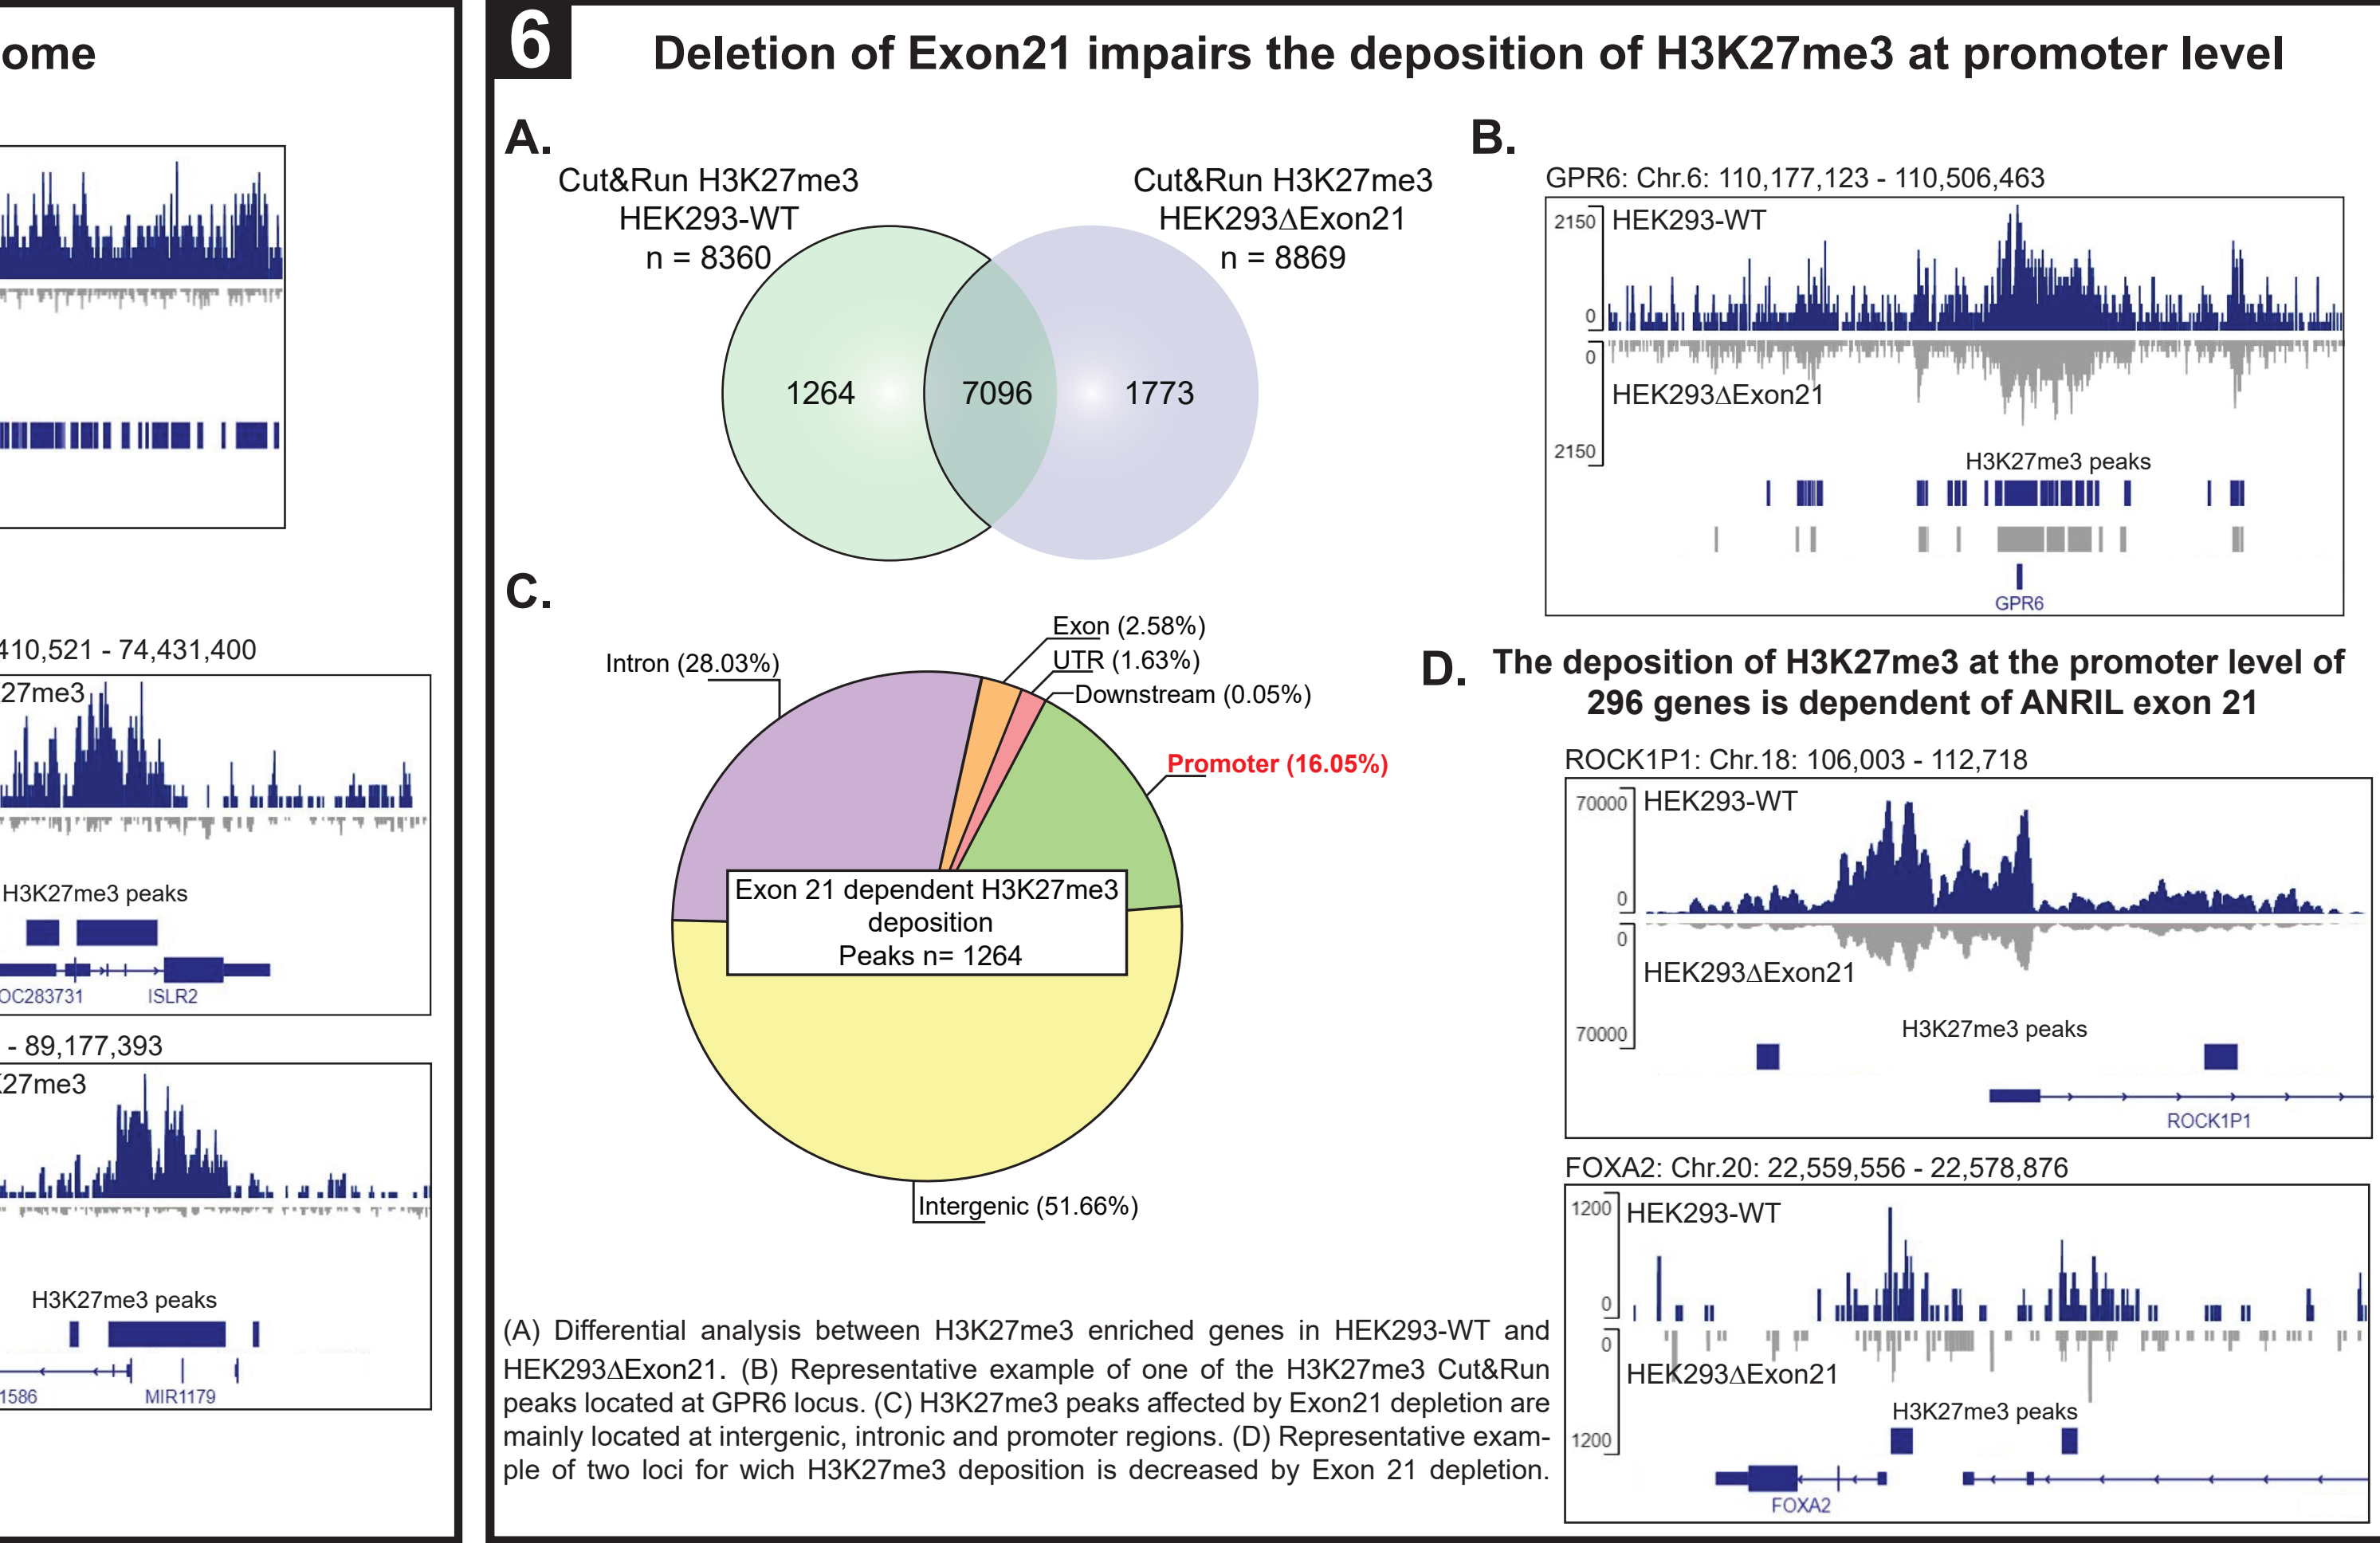 ome
410,521 - 74,431,400
27me3
H3K27me3 peaks
OC283731
ISLR2
- 89,177,393
27me3
H3K27me3 peaks
1586
MIR1179
6
Deletion of Exon21 impairs the deposition of H3K27me3 at promoter level
A.
Cut&Run H3K27me3
HEK293-WT
n = 8360
Cut&Run H3K27me3
HEK293ΔExon21
n = 8869
1264
7096
1773
B.
GPR6: Chr.6: 110,177,123 - 110,506,463
2150
HEK293-WT
0
0
HEK293ΔExon21
2150
H3K27me3 peaks
GPR6
C.
Exon (2.58%)
UTR (1.63%)
Intron (28.03%)
Downstream (0.05%)
Promoter (16.05%)
Exon 21 dependent H3K27me3
deposition
Peaks n= 1264
Intergenic (51.66%)
D.
The deposition of H3K27me3 at the promoter level of
296 genes is dependent of ANRIL exon 21
ROCK1P1: Chr.18: 106,003 - 112,718
70000
HEK293-WT
0
0
HEK293ΔExon21
70000
H3K27me3 peaks
ROCK1P1
FOXA2: Chr.20: 22,559,556 - 22,578,876
1200
HEK293-WT
0
0
HEK293ΔExon21
H3K27me3 peaks
1200
FOXA2
(A) Differential analysis between H3K27me3 enriched genes in HEK293-WT and
HEK293ΔExon21. (B) Representative example of one of the H3K27me3 Cut&Run
peaks located at GPR6 locus. (C) H3K27me3 peaks affected by Exon21 depletion are
mainly located at intergenic, intronic and promoter regions. (D) Representative exam-
ple of two loci for wich H3K27me3 deposition is decreased by Exon 21 depletion.